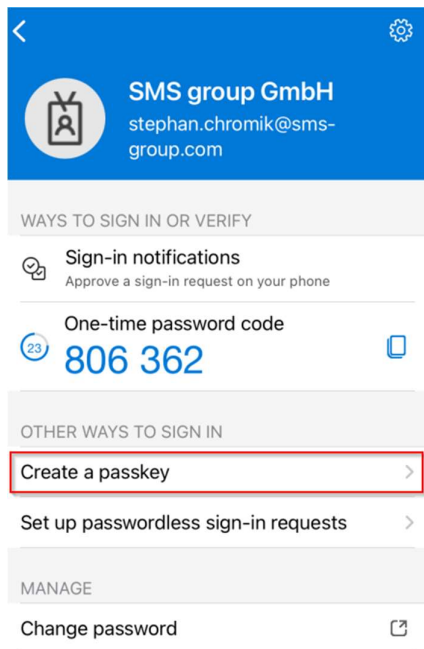 SMS group GmbH
stephan.chromik@sms-
group.com
WAYS TO SIGN IN OR VERIFY
Sign-in notifications
Approve a sign-in request on your phone
One-time password code
23
806 362
OTHER WAYS TO SIGN IN
Create a passkey
Set up passwordless sign-in requests
MANAGE
Change password